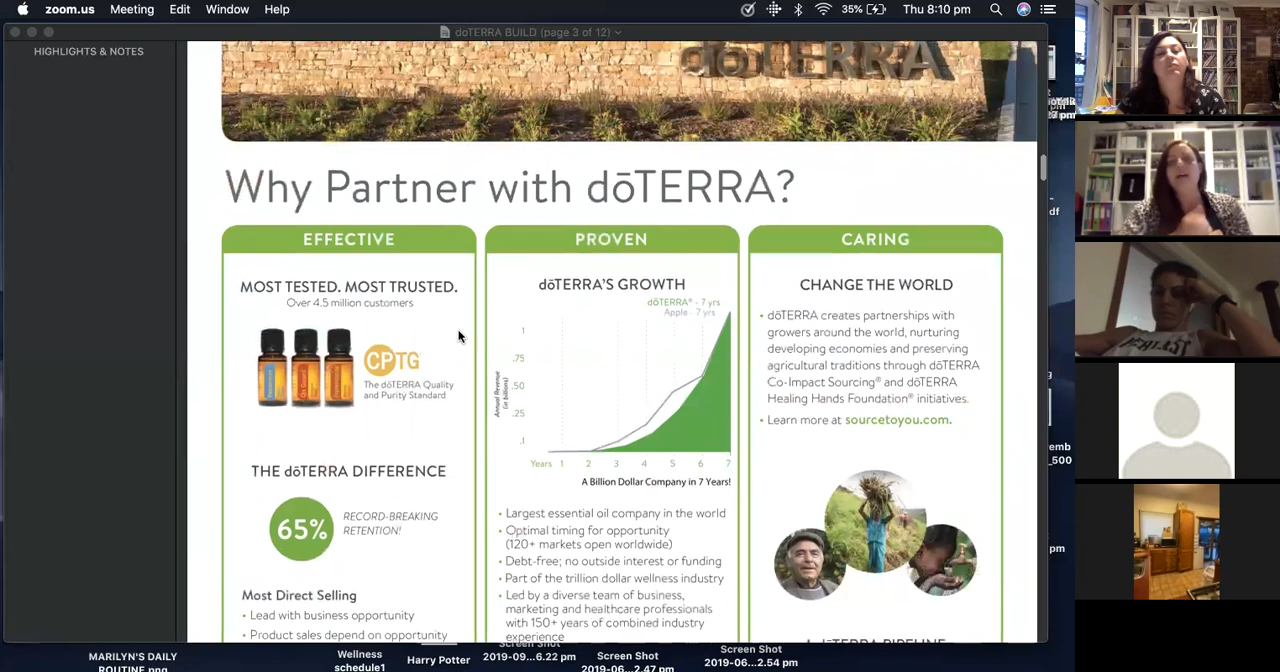 zoom.us Meeting Edit Window Help
35% Thu 8:10 pm
doTERRA BUILD (page 3 of 12)
HIGHLIGHTS & NOTES
dōTERRA
Why Partner with dōTERRA?
EFFECTIVE
MOST TESTED. MOST TRUSTED.
Over 4.5 million customers
CPTG
The dōTERRA Quality
and Purity Standard
THE dōTERRA DIFFERENCE
65%
RECORD-BREAKING
RETENTION!
Most Direct Selling
• Lead with business opportunity
• Product sales depend on opportunity
PROVEN
dōTERRA'S GROWTH
dōTERRA® - 7 yrs
Apple - 7 yrs
Annual Revenue
(in billions)
1
.75
.50
.25
.1
Years 1 2 3 4 5 6 7
A Billion Dollar Company in 7 Years!
• Largest essential oil company in the world
• Optimal timing for opportunity
(120+ markets open worldwide)
• Debt-free; no outside interest or funding
• Part of the trillion dollar wellness industry
• Led by a diverse team of business,
marketing and healthcare professionals
with 150+ years of combined industry
experience
CARING
CHANGE THE WORLD
• dōTERRA creates partnerships with
growers around the world, nurturing
developing economies and preserving
agricultural traditions through dōTERRA
Co-Impact Sourcing® and dōTERRA
Healing Hands Foundation® initiatives.
• Learn more at sourcetoyou.com.
MARILYN'S DAILY
ROUTINE.png
Wellness
schedule1
Harry Potter
Screen Shot
2019-09...6.22 pm
Screen Shot
2019-06...2.47 pm
Screen Shot
2019-06...2.54 pm